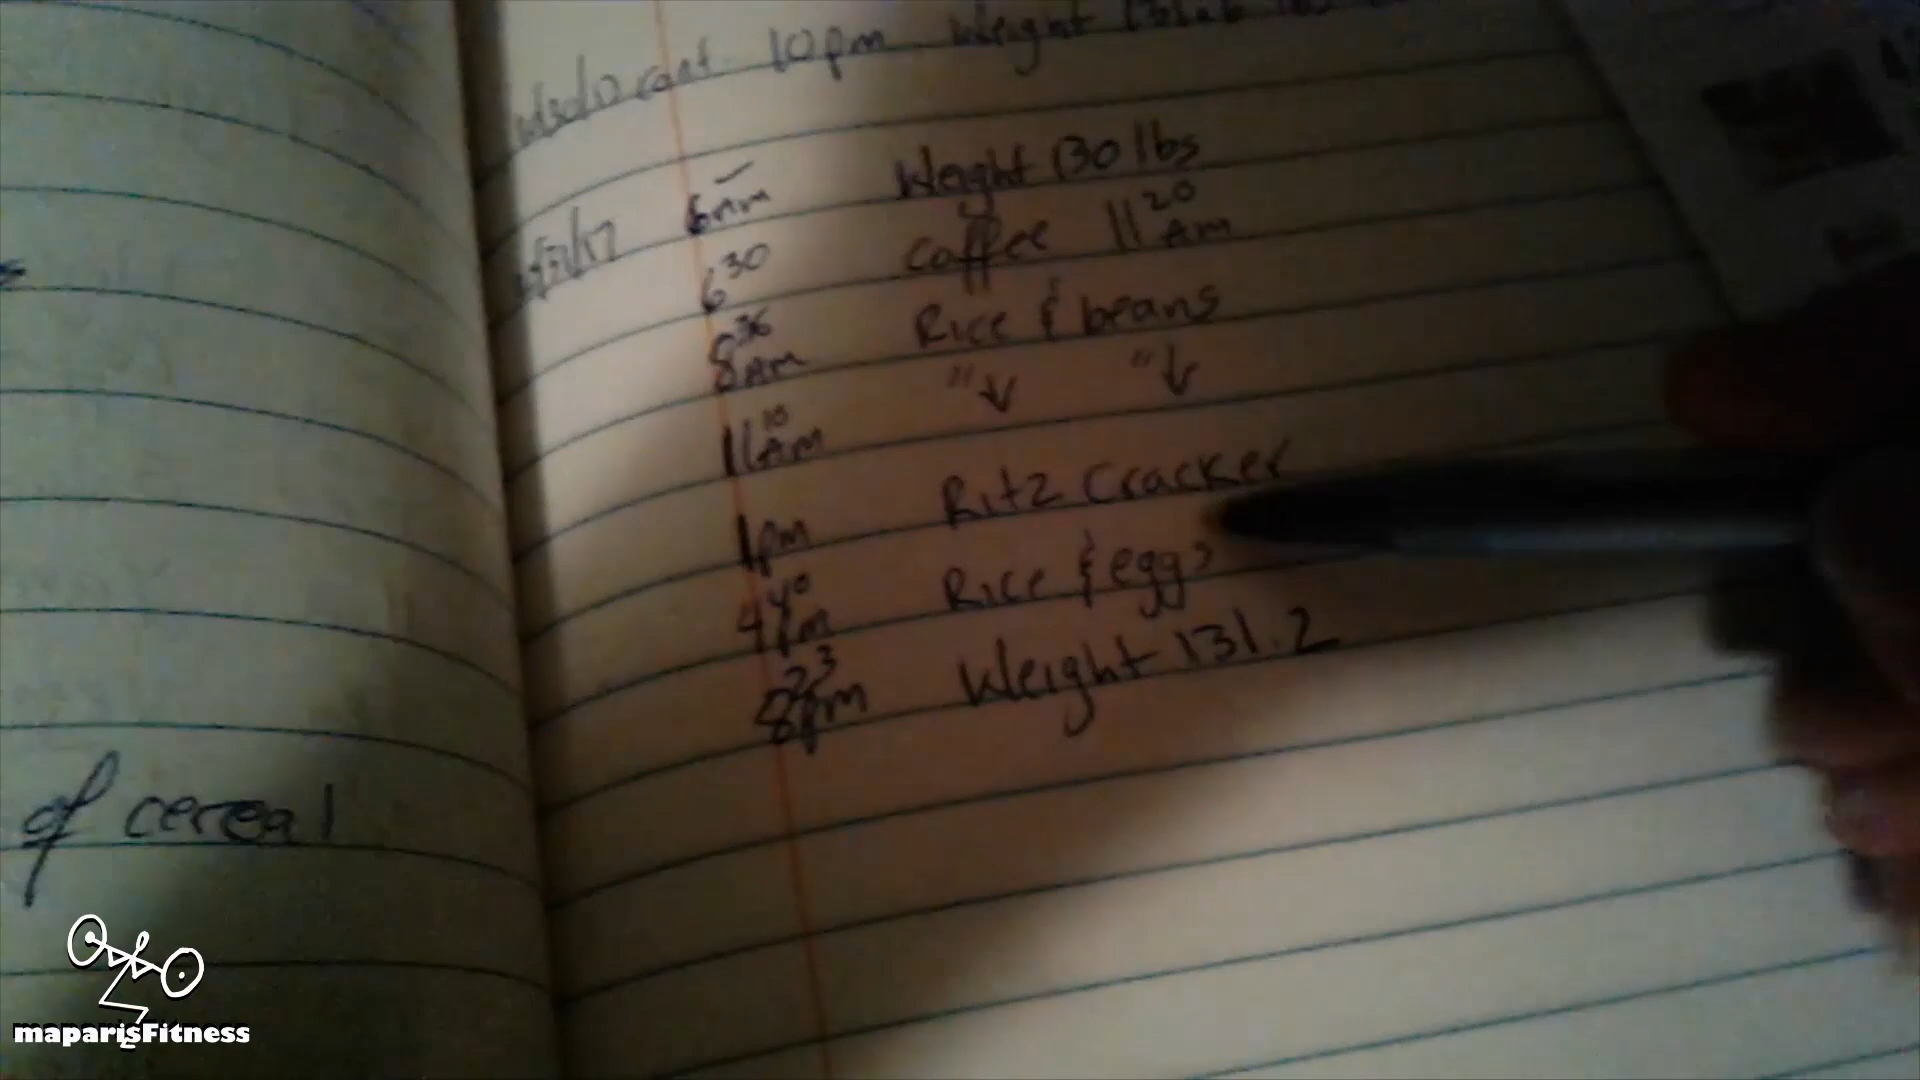 of cereal
cont. 10pm Weight
6am Weight 130 lbs
6 30 Coffee 11 20 Am
8 36 Am Rice & beans
11 10 Am " ↓ " ↓
1pm Ritz Cracker
4 40 pm Rice & eggs
8 23 pm Weight 131.2
maparisFitness